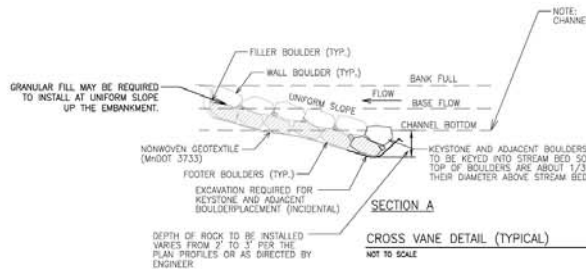 NOTE:
CHANNE
FILLER BOULDER (TYP.)
WALL BOULDER (TYP.)
BANK FULL
GRANULAR FILL MAY BE REQUIRED
TO INSTALL AT UNIFORM SLOPE
UP THE EMBANKMENT.
UNIFORM SLOPE
FLOW
BASE FLOW
CHANNEL BOTTOM
NONWOVEN GEOTEXTILE
(MnDOT 3733)
KEYSTONE AND ADJACENT BOULDERS
TO BE KEYED INTO STREAM BED SO
TOP OF BOULDERS ARE ABOUT 1/3
THEIR DIAMETER ABOVE STREAM BED
FOOTER BOULDERS (TYP.)
EXCAVATION REQUIRED FOR
KEYSTONE AND ADJACENT
BOULDERPLACEMENT (INCIDENTAL)
SECTION A
DEPTH OF ROCK TO BE INSTALLED
VARIES FROM 2' TO 3' PER THE
PLAN PROFILES OR AS DIRECTED BY
ENGINEER
CROSS VANE DETAIL (TYPICAL)
NOT TO SCALE